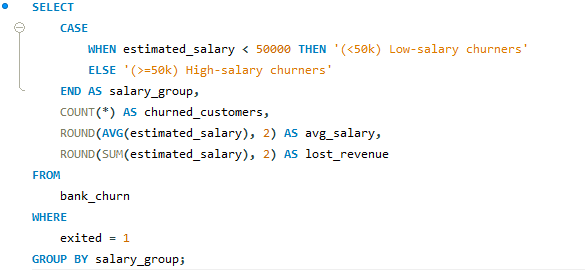 SELECT
CASE
WHEN estimated_salary < 50000 THEN '(<50k) Low-salary churners'
ELSE '(>=50k) High-salary churners'
END AS salary_group,
COUNT(*) AS churned_customers,
ROUND(AVG(estimated_salary), 2) AS avg_salary,
ROUND(SUM(estimated_salary), 2) AS lost_revenue
FROM
bank_churn
WHERE
exited = 1
GROUP BY salary_group;